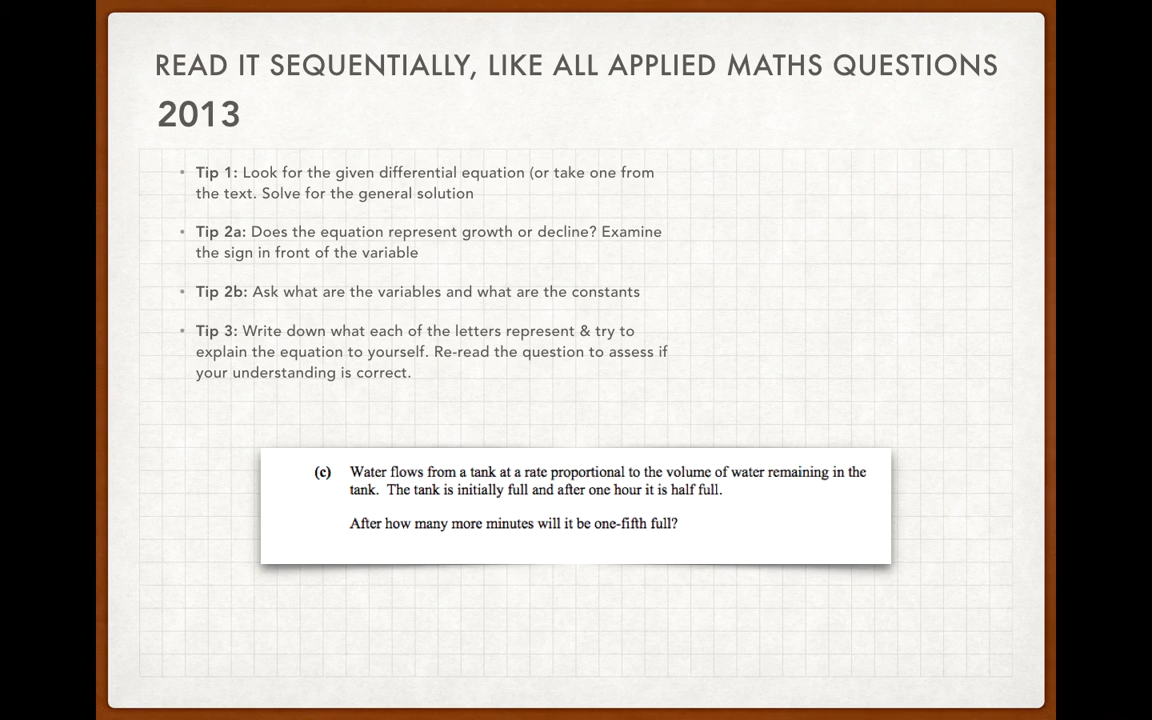 READ IT SEQUENTIALLY, LIKE ALL APPLIED MATHS QUESTIONS
2013
• Tip 1: Look for the given differential equation (or take one from
the text. Solve for the general solution
• Tip 2a: Does the equation represent growth or decline? Examine
the sign in front of the variable
• Tip 2b: Ask what are the variables and what are the constants
• Tip 3: Write down what each of the letters represent & try to
explain the equation to yourself. Re-read the question to assess if
your understanding is correct.
(c) Water flows from a tank at a rate proportional to the volume of water remaining in the
tank. The tank is initially full and after one hour it is half full.
After how many more minutes will it be one-fifth full?